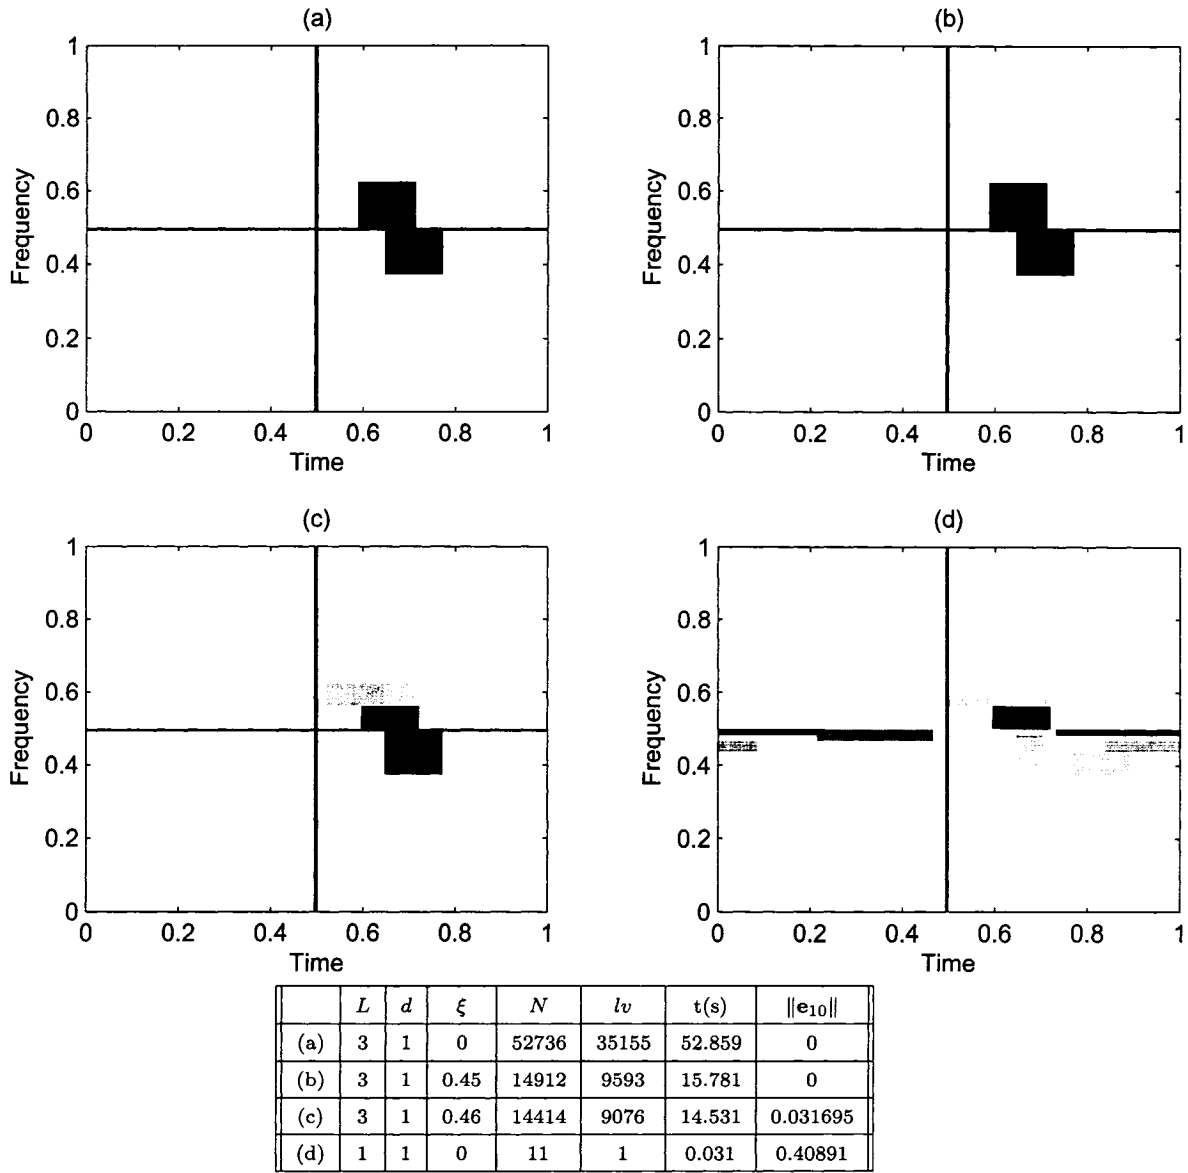 (a) (b)
1 1
0.8 0.8
0.6 0.6
Frequency Frequency
0.4 0.4
0.2 0.2
0 0
0 0.2 0.4 0.6 0.8 1 0 0.2 0.4 0.6 0.8 1
Time Time
(c) (d)
1 1
0.8 0.8
0.6 0.6
Frequency Frequency
0.4 0.4
0.2 0.2
0 0
0 0.2 0.4 0.6 0.8 1 0 0.2 0.4 0.6 0.8 1
Time Time
L d ξ N lv t(s) ‖e₁₀‖
(a) 3 1 0 52736 35155 52.859 0
(b) 3 1 0.45 14912 9593 15.781 0
(c) 3 1 0.46 14414 9076 14.531 0.031695
(d) 1 1 0 11 1 0.031 0.40891